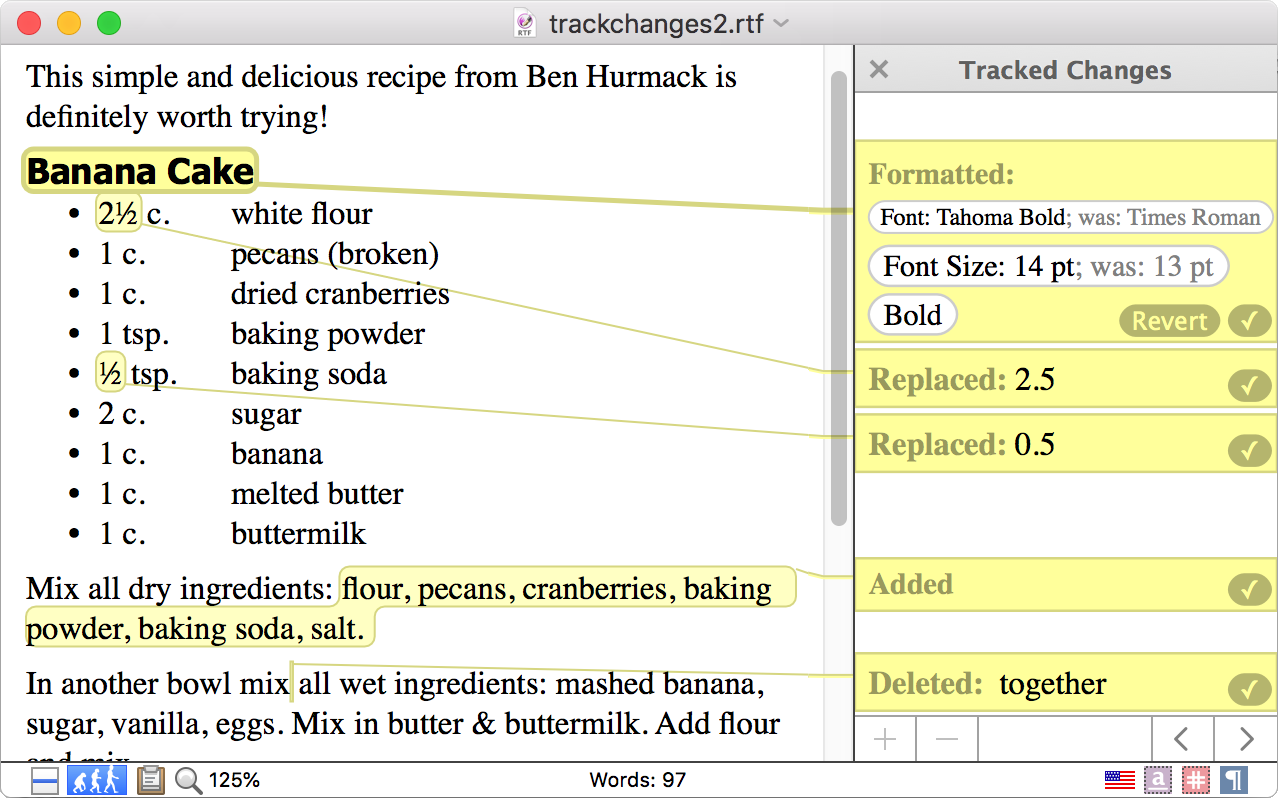 trackchanges2.rtf
This simple and delicious recipe from Ben Hurmack is
definitely worth trying!
Banana Cake
• 2½ c. white flour
• 1 c. pecans (broken)
• 1 c. dried cranberries
• 1 tsp. baking powder
• ½ tsp. baking soda
• 2 c. sugar
• 1 c. banana
• 1 c. melted butter
• 1 c. buttermilk
Mix all dry ingredients: flour, pecans, cranberries, baking
powder, baking soda, salt.
In another bowl mix all wet ingredients: mashed banana,
sugar, vanilla, eggs. Mix in butter & buttermilk. Add flour
and mix
Tracked Changes
Formatted:
Font: Tahoma Bold; was: Times Roman
Font Size: 14 pt; was: 13 pt
Bold Revert
Replaced: 2.5
Replaced: 0.5
Added
Deleted: together
125% Words: 97 a # ¶